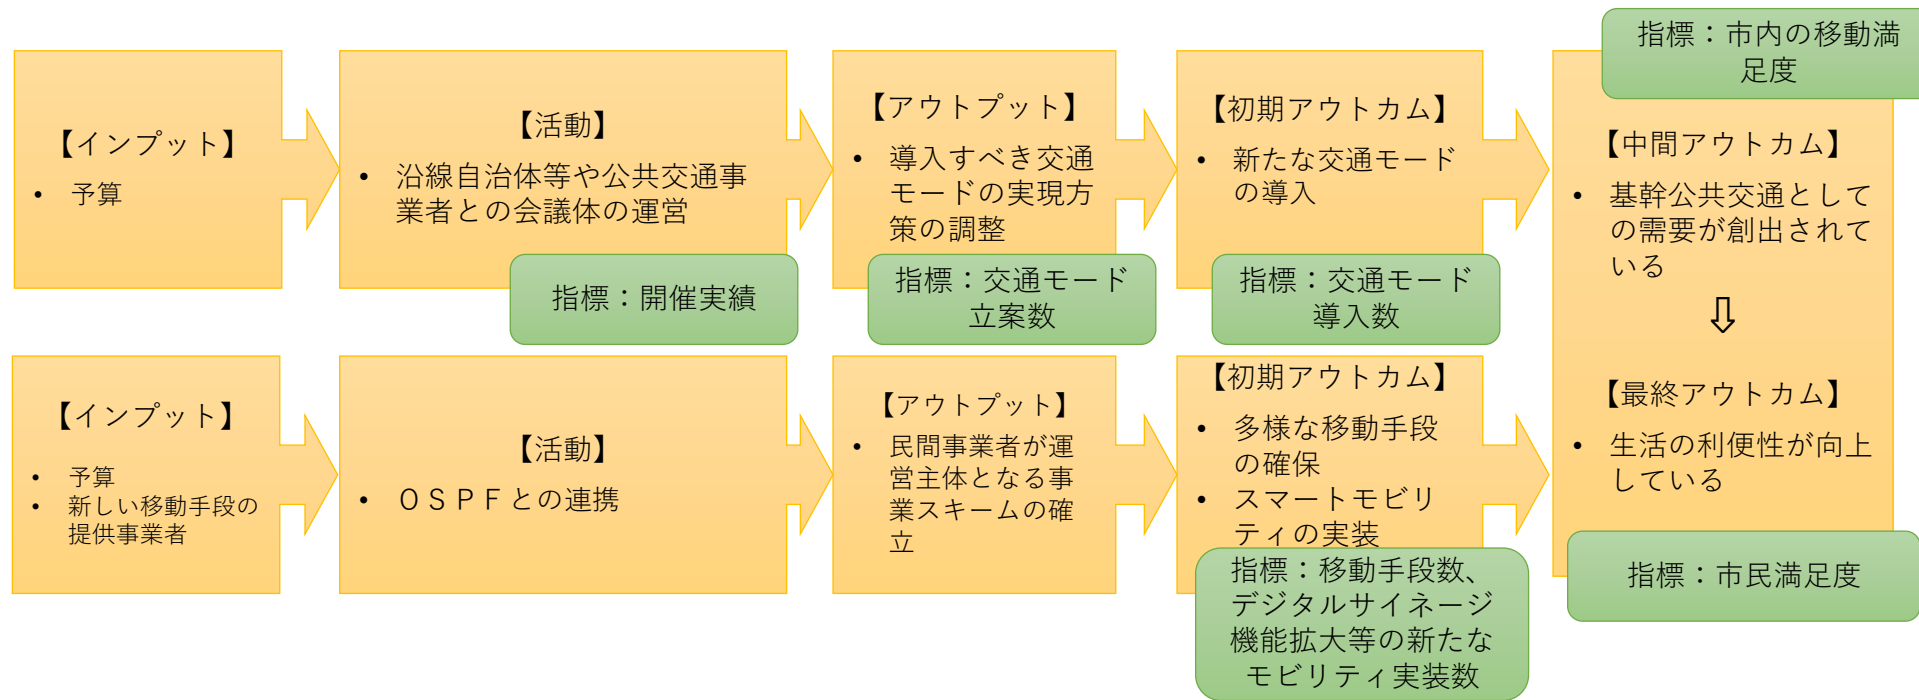 【インプット】
• 予算
【活動】
• 沿線自治体等や公共交通事
業者との会議体の運営
指標：開催実績
【アウトプット】
• 導入すべき交通
モードの実現方
策の調整
指標：交通モード
立案数
【初期アウトカム】
• 新たな交通モード
の導入
指標：交通モード
導入数
指標：市内の移動満
足度
【中間アウトカム】
• 基幹公共交通として
の需要が創出されて
いる
⇩
【最終アウトカム】
• 生活の利便性が向上
している
指標：市民満足度
【インプット】
• 予算
• 新しい移動手段の
提供事業者
【活動】
• ＯＳＰＦとの連携
【アウトプット】
• 民間事業者が運
営主体となる事
業スキームの確
立
【初期アウトカム】
• 多様な移動手段
の確保
• スマートモビリ
ティの実装
指標：移動手段数、
デジタルサイネージ
機能拡大等の新たな
モビリティ実装数